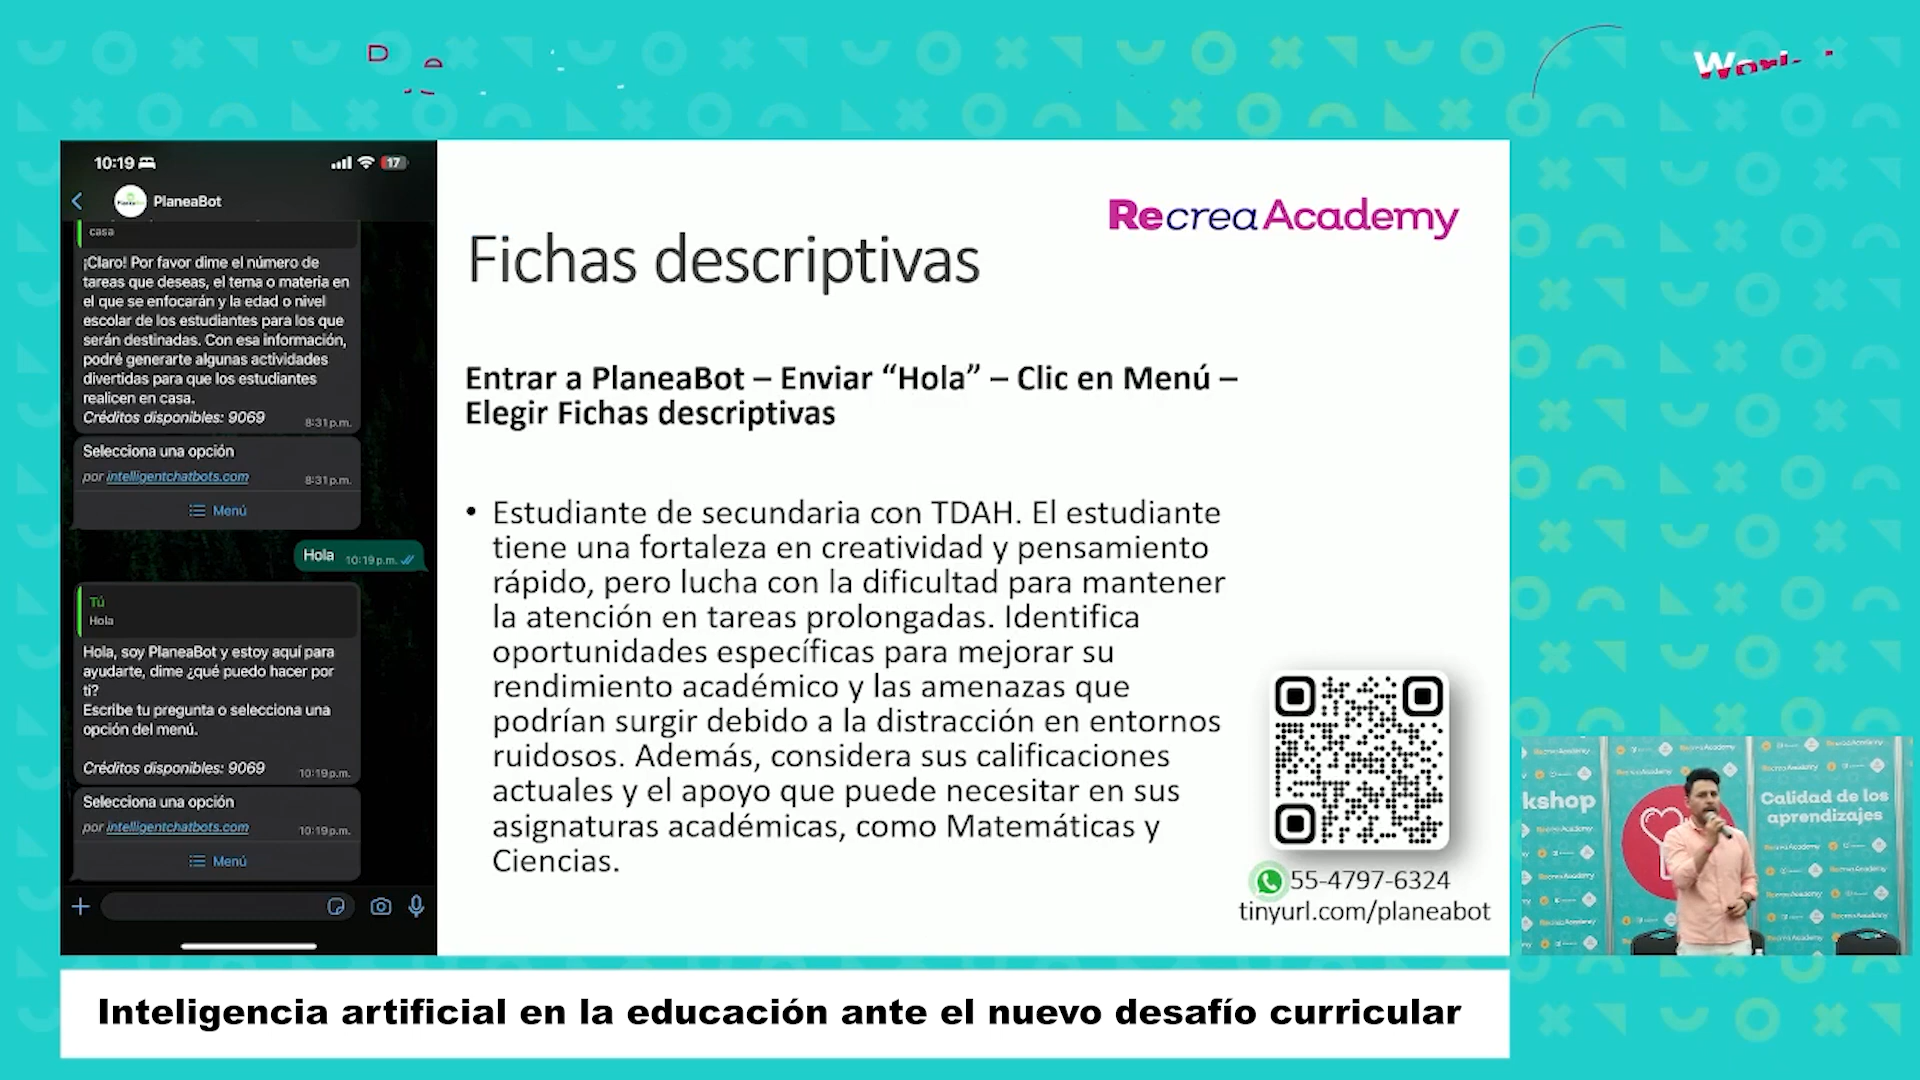 Work
10:19
17
PlaneaBot
casa
¡Claro! Por favor dime el número de
tareas que deseas, el tema o materia en
el que se enfocarán y la edad o nivel
escolar de los estudiantes para los que
serán destinadas. Con esa información,
podré generarte algunas actividades
divertidas para que los estudiantes
realicen en casa.
Créditos disponibles: 9069
8:31 p.m.
Selecciona una opción
por intelligentchatbots.com
8:31 p.m.
Menú
Hola 10:19 p.m.
Tú
Hola
Hola, soy PlaneaBot y estoy aquí para
ayudarte, dime ¿qué puedo hacer por
ti?
Escribe tu pregunta o selecciona una
opción del menú.
Créditos disponibles: 9069
10:19 p.m.
Selecciona una opción
por intelligentchatbots.com
10:19 p.m.
Menú
RecreaAcademy
Fichas descriptivas
Entrar a PlaneaBot – Enviar “Hola” – Clic en Menú –
Elegir Fichas descriptivas
• Estudiante de secundaria con TDAH. El estudiante
tiene una fortaleza en creatividad y pensamiento
rápido, pero lucha con la dificultad para mantener
la atención en tareas prolongadas. Identifica
oportunidades específicas para mejorar su
rendimiento académico y las amenazas que
podrían surgir debido a la distracción en entornos
ruidosos. Además, considera sus calificaciones
actuales y el apoyo que puede necesitar en sus
asignaturas académicas, como Matemáticas y
Ciencias.
55-4797-6324
tinyurl.com/planeabot
kshop
Calidad de los
aprendizajes
RecreaAcademy
Inteligencia artificial en la educación ante el nuevo desafío curricular